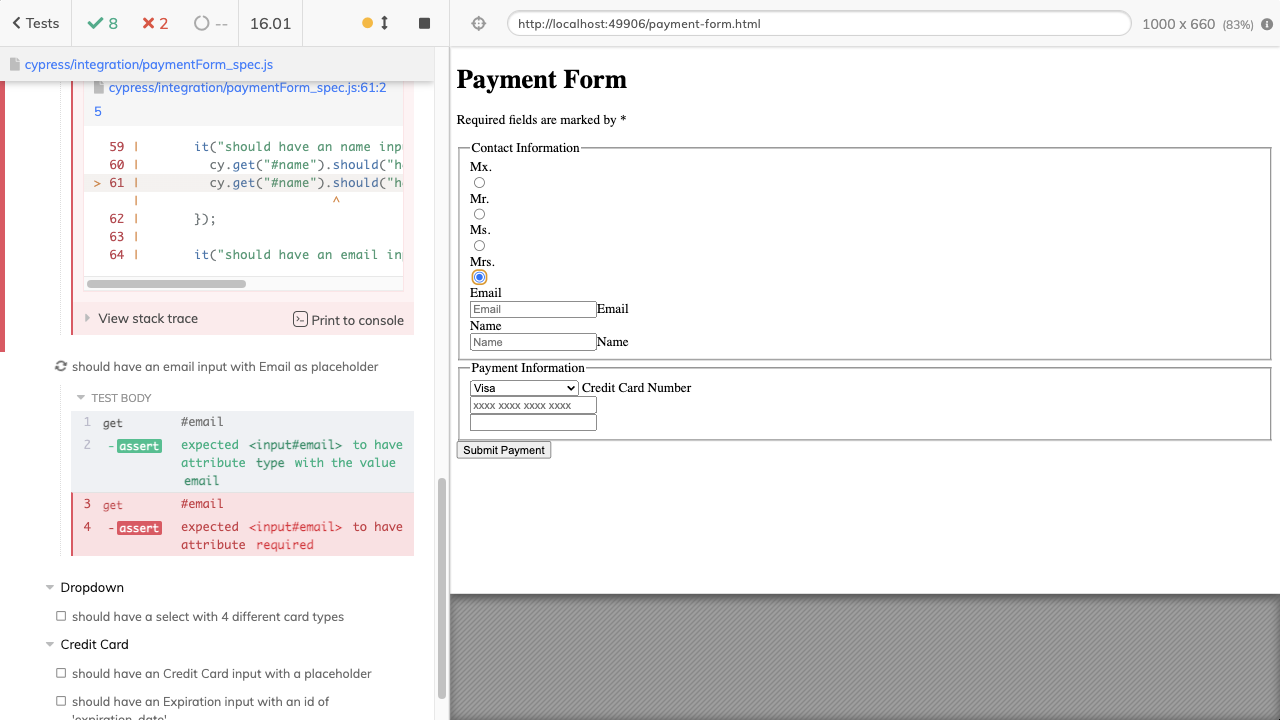 Tests
8
2
--
16.01
http://localhost:49906/payment-form.html
1000 x 660 (83%)
cypress/integration/paymentForm_spec.js
cypress/integration/paymentForm_spec.js:61:2
5
59 | it("should have an name inp
60 | cy.get("#name").should("h
> 61 | cy.get("#name").should("h
| ^
62 | });
63 |
64 | it("should have an email in
View stack trace
Print to console
should have an email input with Email as placeholder
TEST BODY
1 get #email
2 -assert expected <input#email> to have
attribute type with the value
email
3 get #email
4 -assert expected <input#email> to have
attribute required
Dropdown
should have a select with 4 different card types
Credit Card
should have an Credit Card input with a placeholder
should have an Expiration input with an id of
'expiration_date'
Payment Form
Required fields are marked by *
Contact Information
Mx.
Mr.
Ms.
Mrs.
Email
Email Email
Name
Name Name
Payment Information
Visa Credit Card Number
xxxx xxxx xxxx xxxx
Submit Payment